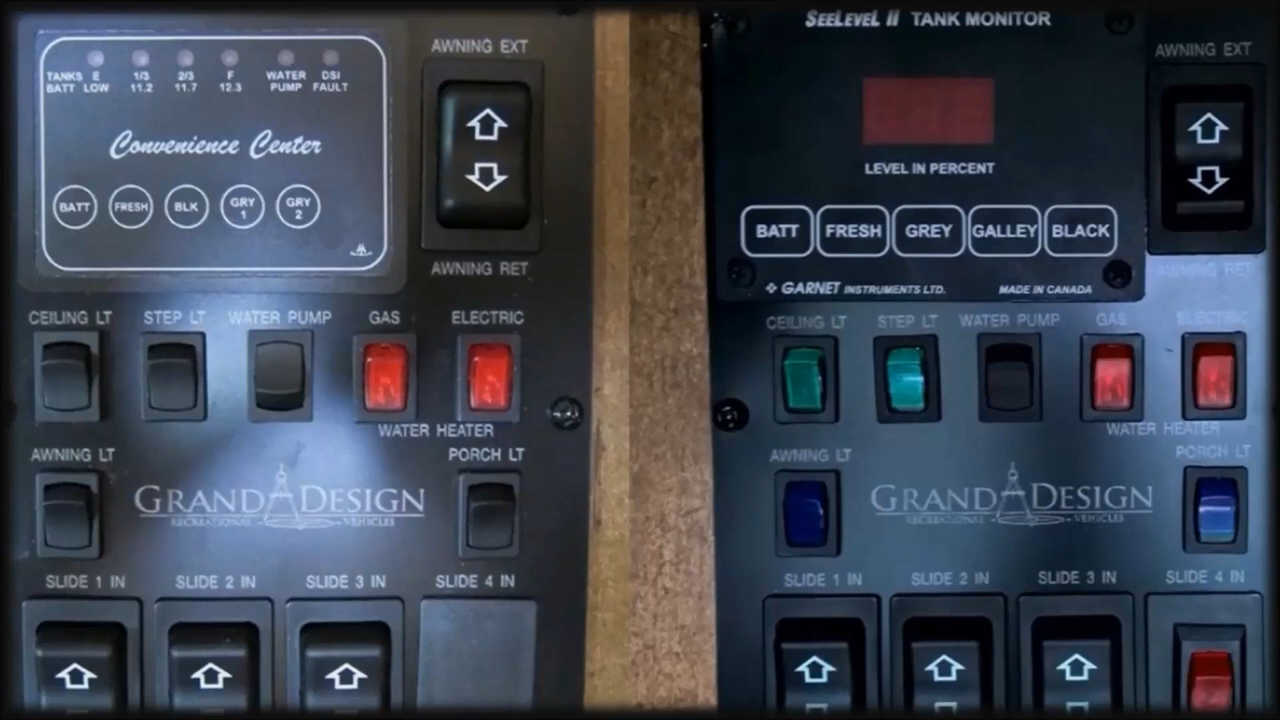 TANKS E 1/3 2/3 F WATER DSI
BATT LOW 11.2 11.7 12.3 PUMP FAULT
Convenience Center
BATT FRESH BLK GRY 1 GRY 2
AWNING EXT
AWNING RET
CEILING LT STEP LT WATER PUMP GAS ELECTRIC
WATER HEATER
AWNING LT PORCH LT
GRAND DESIGN
RECREATIONAL VEHICLES
SLIDE 1 IN SLIDE 2 IN SLIDE 3 IN SLIDE 4 IN
SEELEVEL II TANK MONITOR
LEVEL IN PERCENT
BATT FRESH GREY GALLEY BLACK
GARNET INSTRUMENTS LTD. MADE IN CANADA
AWNING EXT
AWNING RET
CEILING LT STEP LT WATER PUMP GAS ELECTRIC
WATER HEATER
AWNING LT PORCH LT
GRAND DESIGN
RECREATIONAL VEHICLES
SLIDE 1 IN SLIDE 2 IN SLIDE 3 IN SLIDE 4 IN